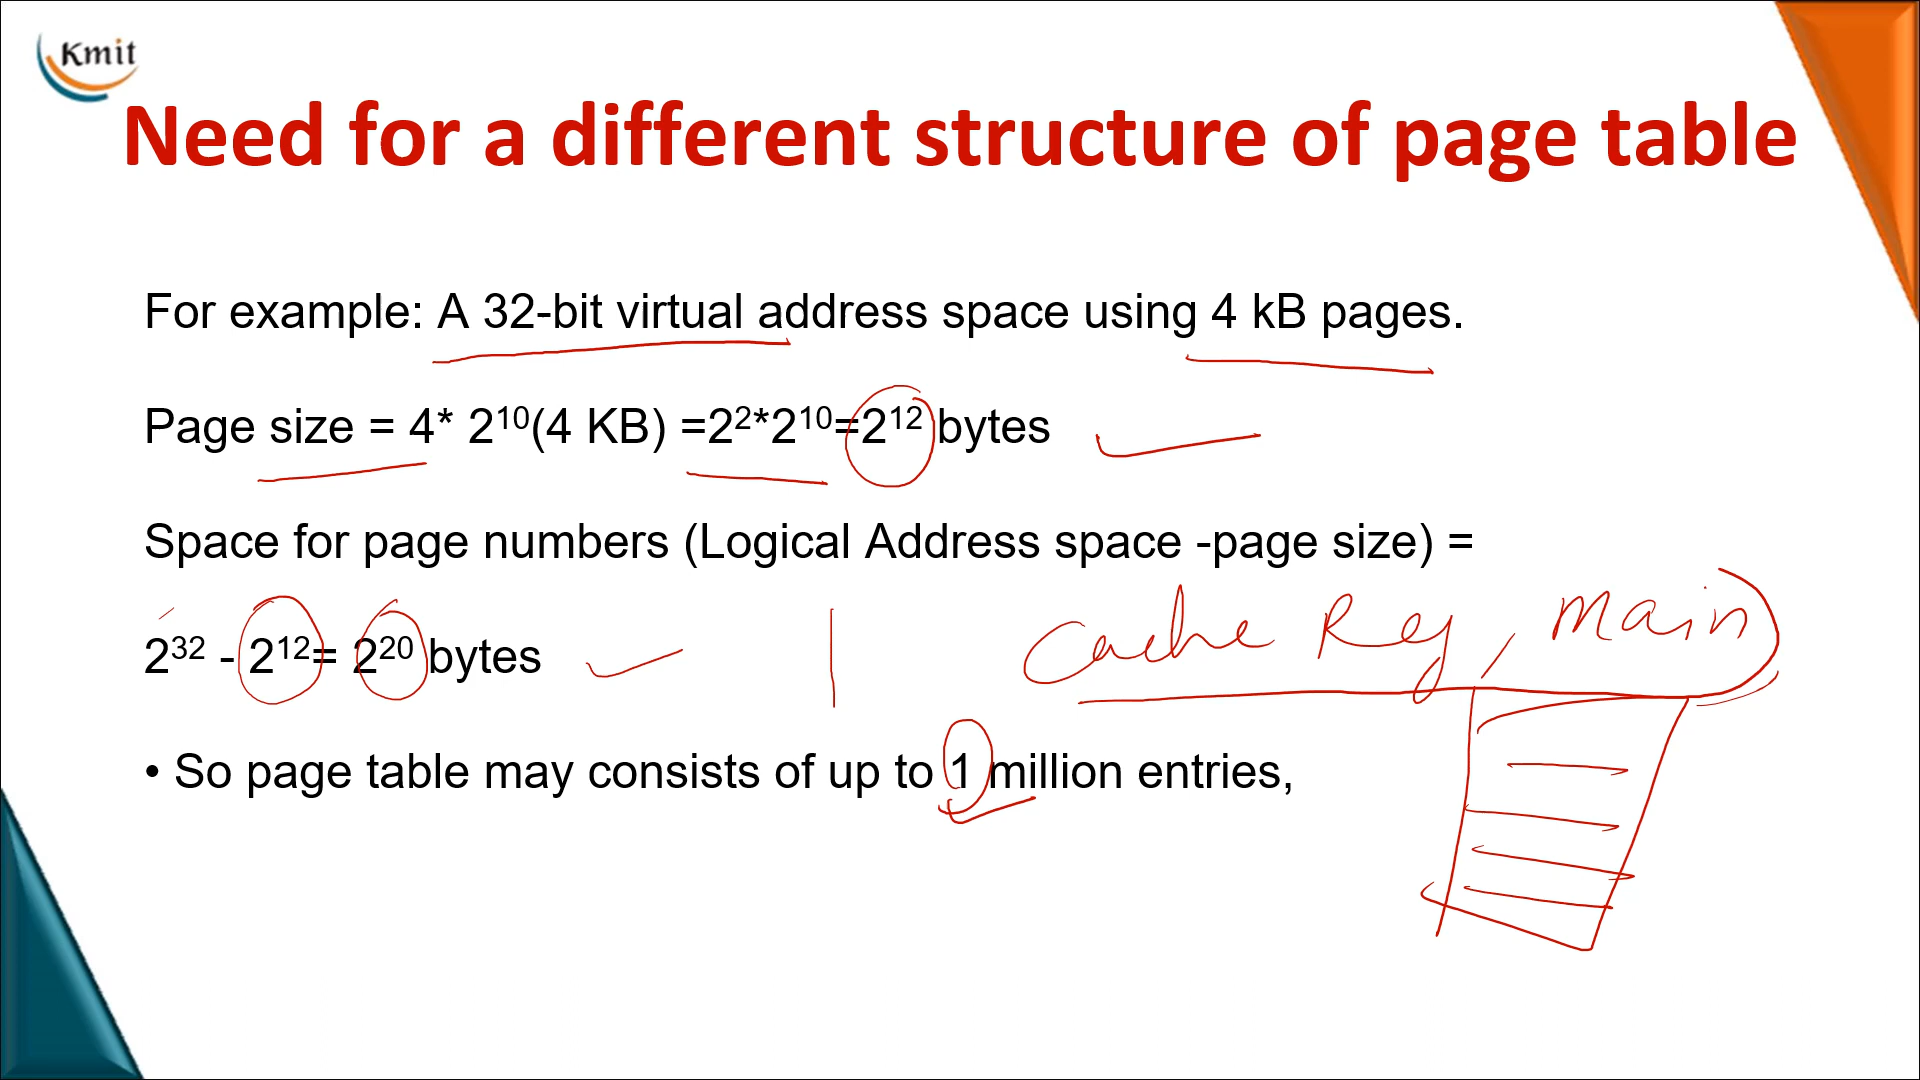 Kmit
Need for a different structure of page table
For example: A 32-bit virtual address space using 4 kB pages.
Page size = 4* 2¹⁰(4 KB) =2²*2¹⁰=2¹² bytes
Space for page numbers (Logical Address space -page size) =
2³² - 2¹²= 2²⁰ bytes
Cache Reg, Main
• So page table may consists of up to 1 million entries,